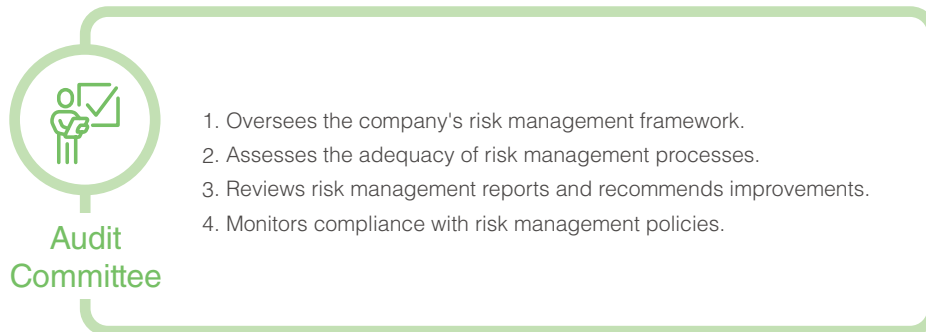 Audit
Committee
1. Oversees the company's risk management framework.
2. Assesses the adequacy of risk management processes.
3. Reviews risk management reports and recommends improvements.
4. Monitors compliance with risk management policies.